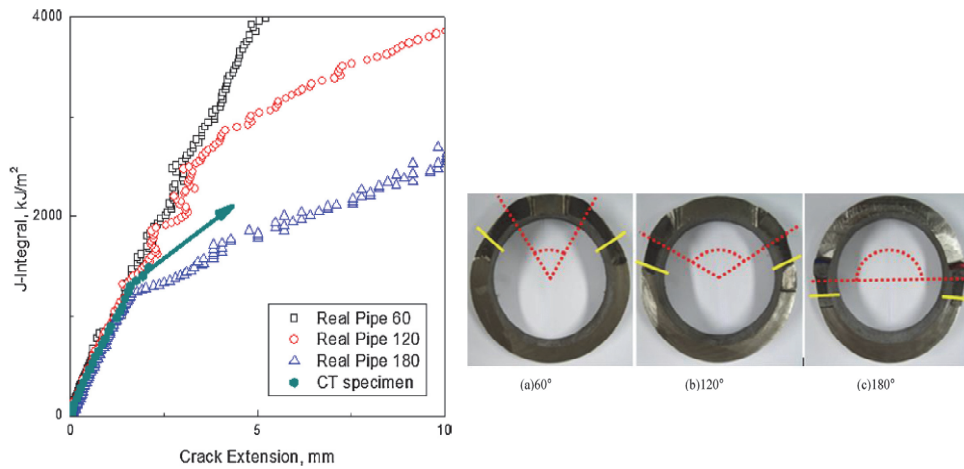 4000
2000
0
0
5
10
J-Integral, kJ/m²
Crack Extension, mm
Real Pipe 60
Real Pipe 120
Real Pipe 180
CT specimen
(a)60°
(b)120°
(c)180°